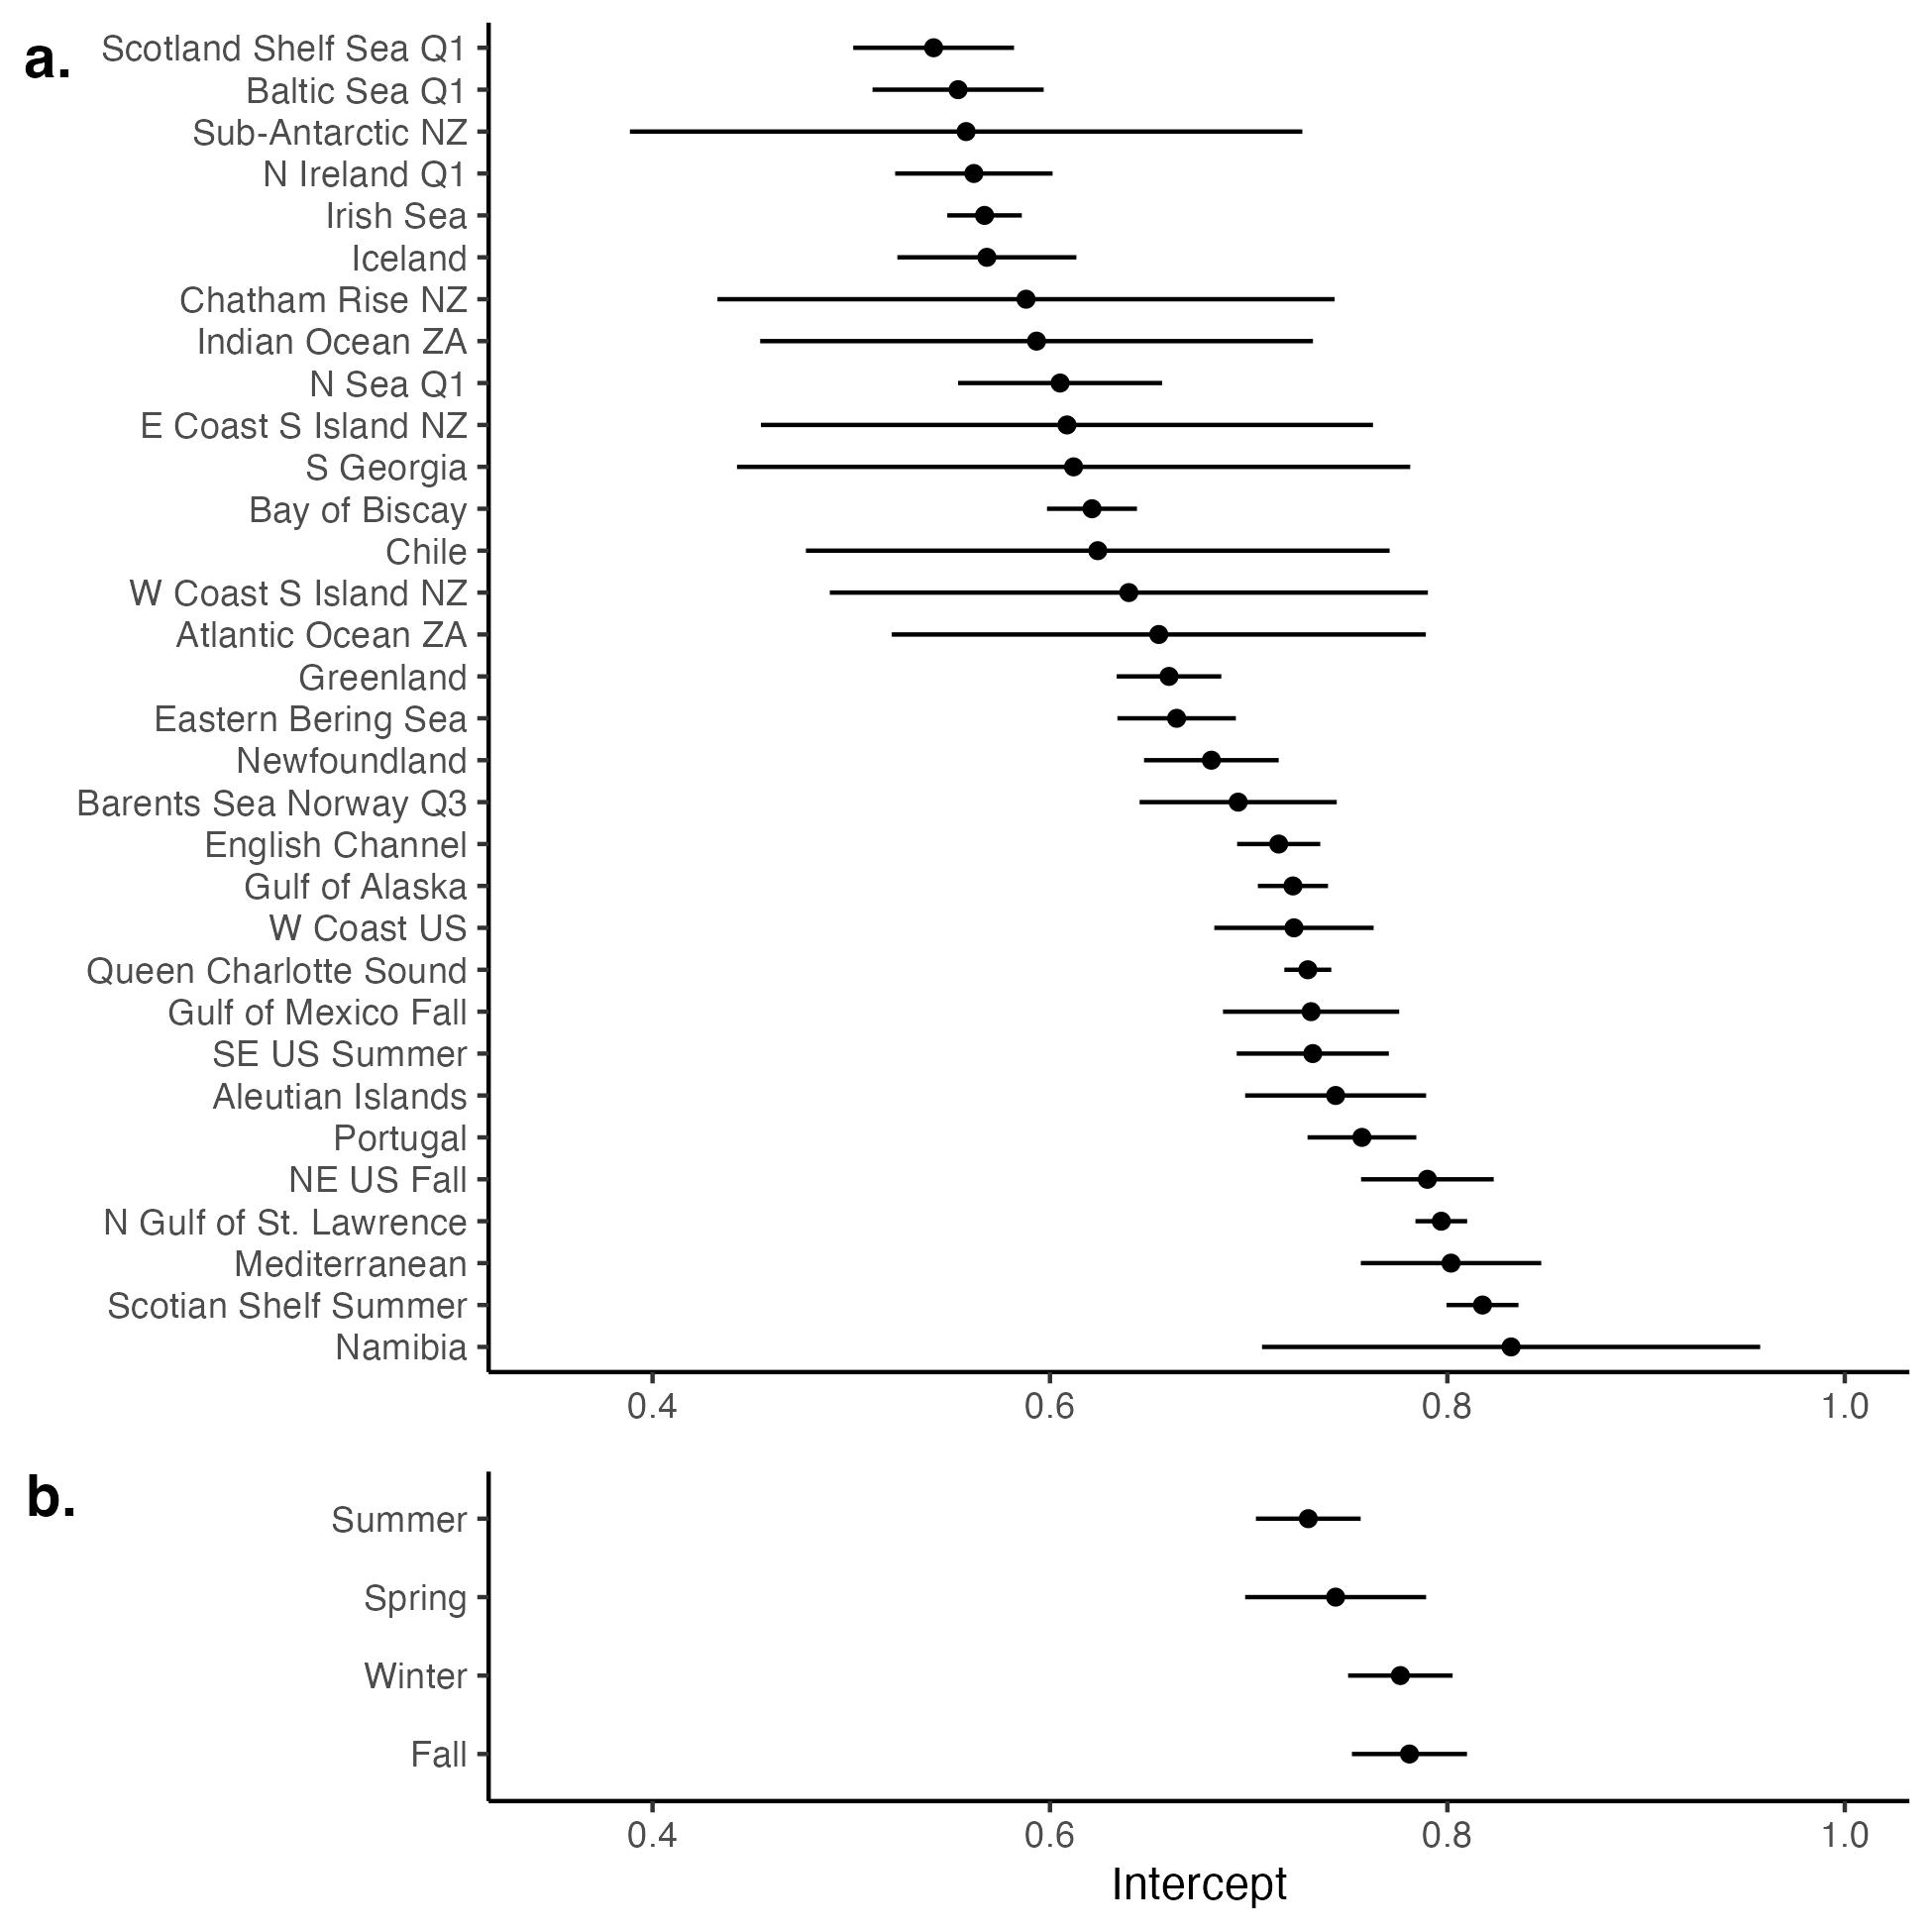 a.
Scotland Shelf Sea Q1
Baltic Sea Q1
Sub-Antarctic NZ
N Ireland Q1
Irish Sea
Iceland
Chatham Rise NZ
Indian Ocean ZA
N Sea Q1
E Coast S Island NZ
S Georgia
Bay of Biscay
Chile
W Coast S Island NZ
Atlantic Ocean ZA
Greenland
Eastern Bering Sea
Newfoundland
Barents Sea Norway Q3
English Channel
Gulf of Alaska
W Coast US
Queen Charlotte Sound
Gulf of Mexico Fall
SE US Summer
Aleutian Islands
Portugal
NE US Fall
N Gulf of St. Lawrence
Mediterranean
Scotian Shelf Summer
Namibia
0.4 0.6 0.8 1.0
b.
Summer
Spring
Winter
Fall
0.4 0.6 0.8 1.0
Intercept